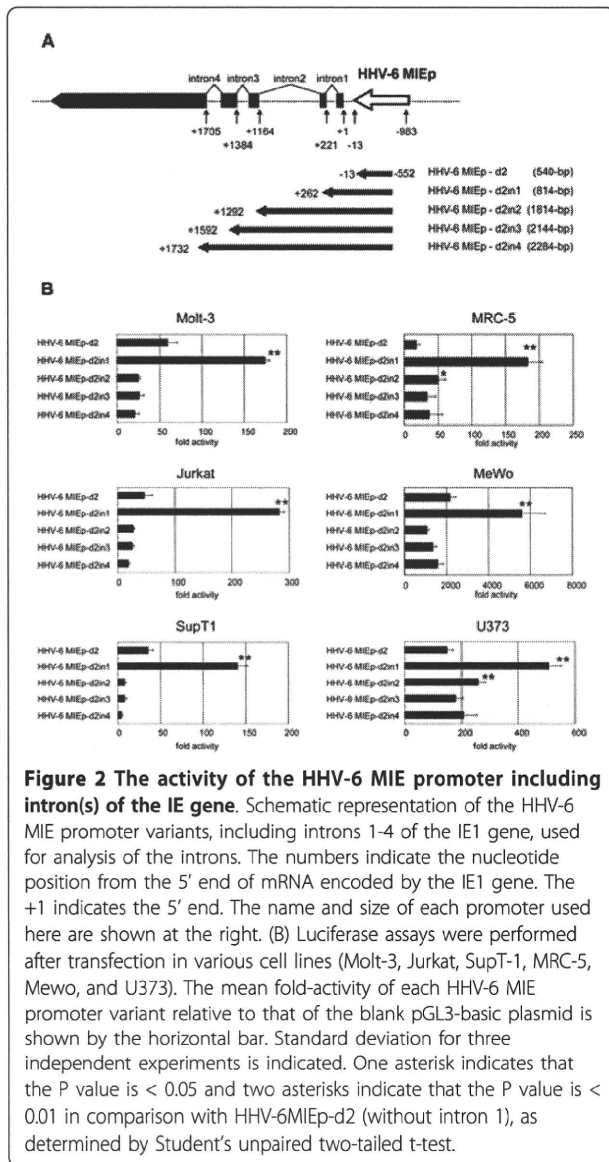 A
HHV-6 MIEp
intron4 intron3 intron2 intron1
+1705 +1164 +1
+1384 +221 -13 -983
-13 -552 HHV-6 MIEp - d2 (540-bp)
+262 HHV-6 MIEp - d2in1 (814-bp)
+1292 HHV-6 MIEp - d2in2 (1814-bp)
+1592 HHV-6 MIEp - d2in3 (2144-bp)
+1732 HHV-6 MIEp - d2in4 (2284-bp)
B
Molt-3
HHV-6 MIEp-d2
HHV-6 MIEp-d2in1 **
HHV-6 MIEp-d2in2
HHV-6 MIEp-d2in3
HHV-6 MIEp-d2in4
0 50 100 150 200
fold activity
MRC-5
HHV-6 MIEp-d2
HHV-6 MIEp-d2in1 **
HHV-6 MIEp-d2in2 *
HHV-6 MIEp-d2in3
HHV-6 MIEp-d2in4
0 50 100 150 200 250
fold activity
Jurkat
HHV-6 MIEp-d2
HHV-6 MIEp-d2in1 **
HHV-6 MIEp-d2in2
HHV-6 MIEp-d2in3
HHV-6 MIEp-d2in4
0 100 200 300
fold activity
MeWo
HHV-6 MIEp-d2
HHV-6 MIEp-d2in1 **
HHV-6 MIEp-d2in2
HHV-6 MIEp-d2in3
HHV-6 MIEp-d2in4
0 2000 4000 6000 8000
fold activity
SupT1
HHV-6 MIEp-d2
HHV-6 MIEp-d2in1 **
HHV-6 MIEp-d2in2
HHV-6 MIEp-d2in3
HHV-6 MIEp-d2in4
0 50 100 150 200
fold activity
U373
HHV-6 MIEp-d2
HHV-6 MIEp-d2in1 **
HHV-6 MIEp-d2in2 **
HHV-6 MIEp-d2in3
HHV-6 MIEp-d2in4
0 200 400 600
fold activity
Figure 2 The activity of the HHV-6 MIE promoter including
intron(s) of the IE gene. Schematic representation of the HHV-6
MIE promoter variants, including introns 1-4 of the IE1 gene, used
for analysis of the introns. The numbers indicate the nucleotide
position from the 5' end of mRNA encoded by the IE1 gene. The
+1 indicates the 5' end. The name and size of each promoter used
here are shown at the right. (B) Luciferase assays were performed
after transfection in various cell lines (Molt-3, Jurkat, SupT-1, MRC-5,
Mewo, and U373). The mean fold-activity of each HHV-6 MIE
promoter variant relative to that of the blank pGL3-basic plasmid is
shown by the horizontal bar. Standard deviation for three
independent experiments is indicated. One asterisk indicates that
the P value is < 0.05 and two asterisks indicate that the P value is <
0.01 in comparison with HHV-6MIEp-d2 (without intron 1), as
determined by Student's unpaired two-tailed t-test.